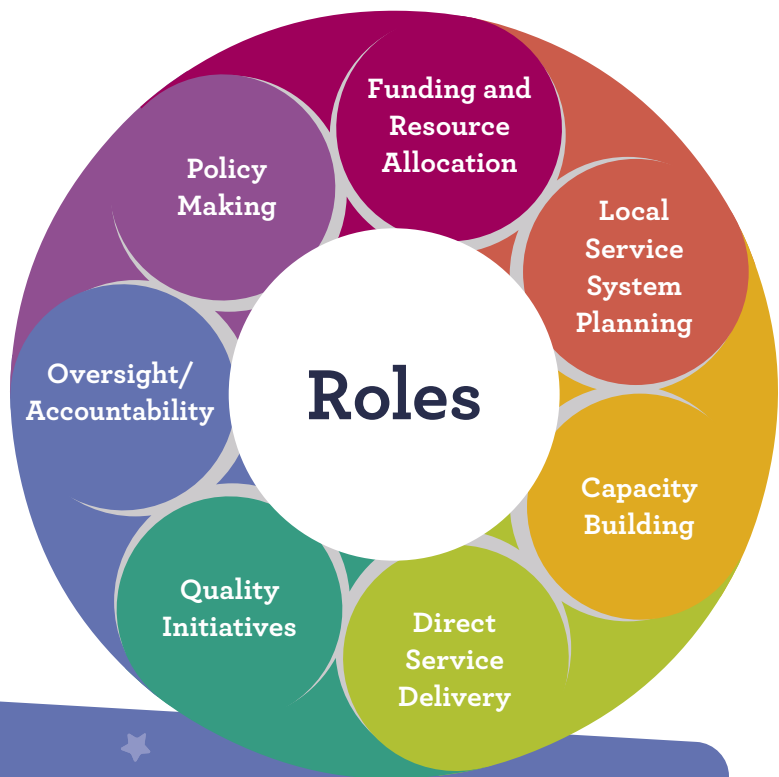 Funding and
Resource
Allocation
Local
Service
System
Planning
Capacity
Building
Direct
Service
Delivery
Quality
Initiatives
Oversight/
Accountability
Policy
Making
Roles